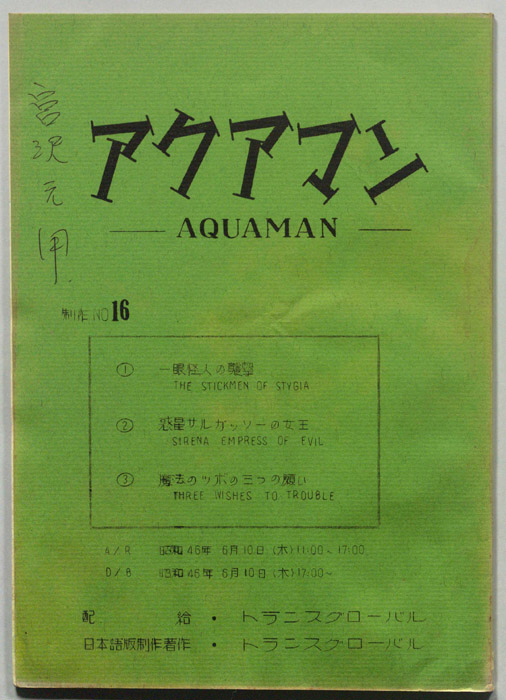 宮沢元用
アクアマン
AQUAMAN
制作NO 16
① 一眼怪人の襲撃
THE STICKMEN OF STYGIA
② 惑星サルガッソーの女王
SIRENA EMPRESS OF EVIL
③ 魔法のツボの三つの願い
THREE WISHES TO TROUBLE
A/R 昭和46年 6月10日(木)11:00~17:00
D/B 昭和46年 6月10日(木)17:00~
配 給 ・ トランスグローバル
日本語版制作著作 ・ トランスグローバル